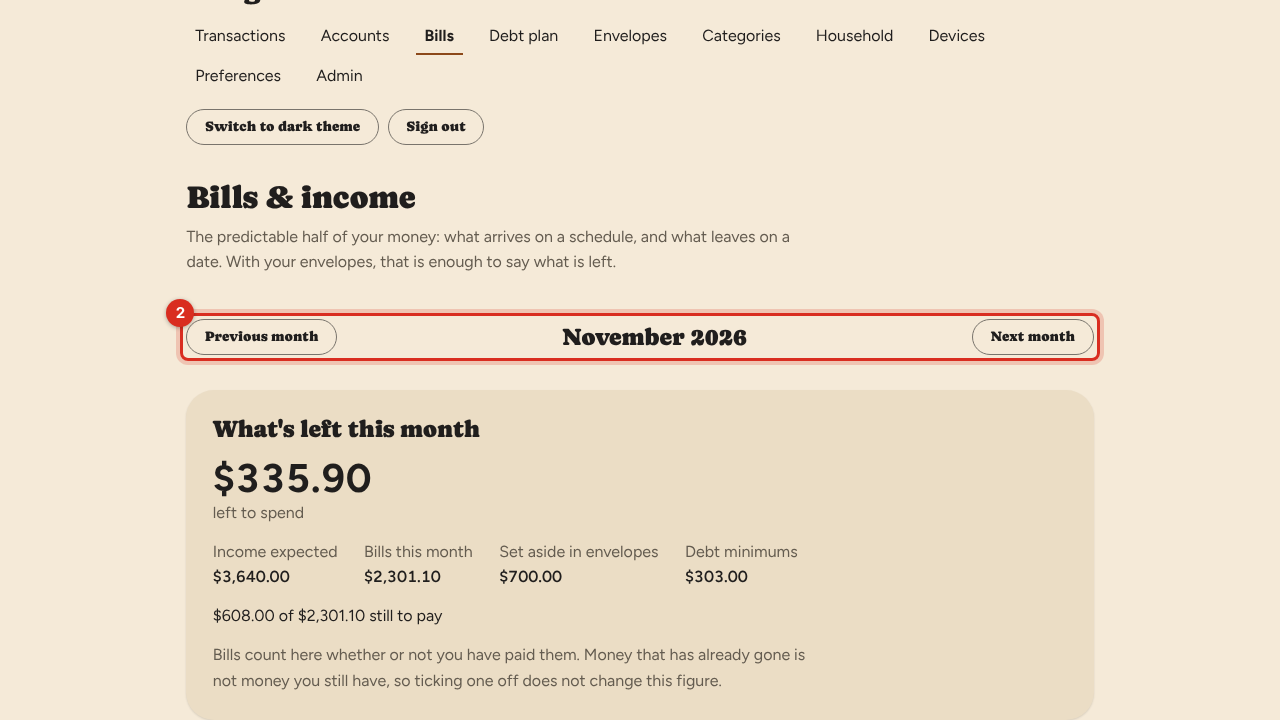 Transactions Accounts Bills Debt plan Envelopes Categories Household Devices
Preferences Admin
Switch to dark theme Sign out
Bills & income
The predictable half of your money: what arrives on a schedule, and what leaves on a
date. With your envelopes, that is enough to say what is left.
2
Previous month November 2026 Next month
What's left this month
$335.90
left to spend
Income expected Bills this month Set aside in envelopes Debt minimums
$3,640.00 $2,301.10 $700.00 $303.00
$608.00 of $2,301.10 still to pay
Bills count here whether or not you have paid them. Money that has already gone is
not money you still have, so ticking one off does not change this figure.